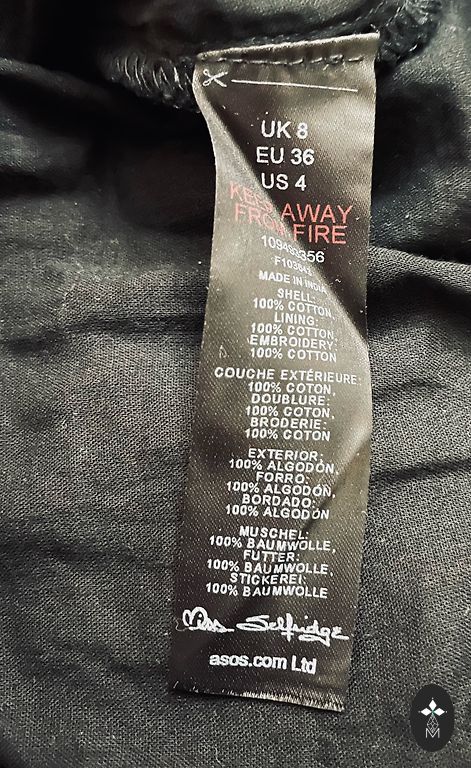 UK 8
EU 36
US 4
KEEP AWAY
FROM FIRE
MADE IN INDIA
SHELL:
100% COTTON,
LINING:
100% COTTON,
EMBROIDERY:
100% COTTON
COUCHE EXTÉRIEURE:
100% COTON,
DOUBLURE:
100% COTON,
BRODERIE:
100% COTON
EXTERIOR:
100% ALGODÓN,
FORRO:
100% ALGODÓN,
BORDADO:
100% ALGODÓN
MUSCHEL:
100% BAUMWOLLE,
FUTTER:
100% BAUMWOLLE,
STICKEREI:
100% BAUMWOLLE
Miss Selfridge
asos.com Ltd
M